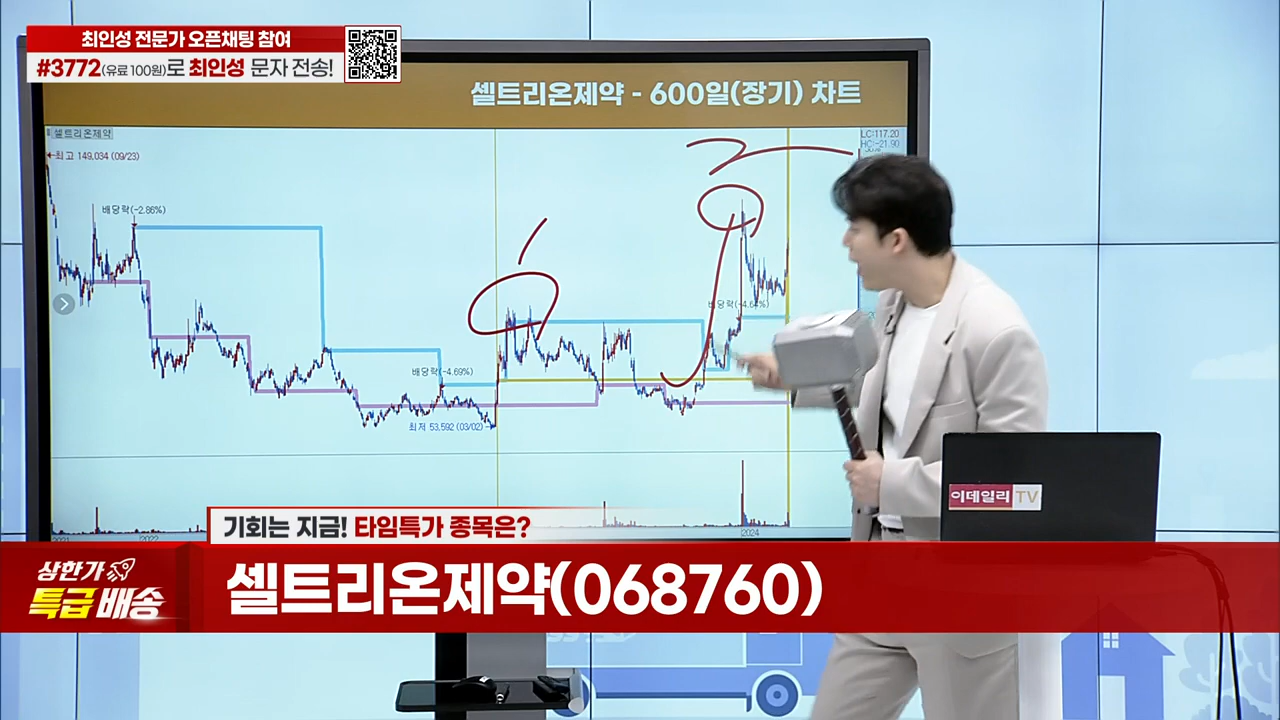 최인성 전문가 오픈채팅 참여
#3772(유료 100원)로 최인성 문자 전송!
셀트리온제약 - 600일(장기) 차트
셀트리온제약
LC:117.20
HC:-21.90
최고 149,034 (09/23)
배당락(-2.86%)
배당락(-4.64%)
배당락(-4.69%)
최저 53,592 (03/02)
2022
2024
이데일리 TV
기회는 지금! 타임특가 종목은?
상한가
특급배송
셀트리온제약(068760)